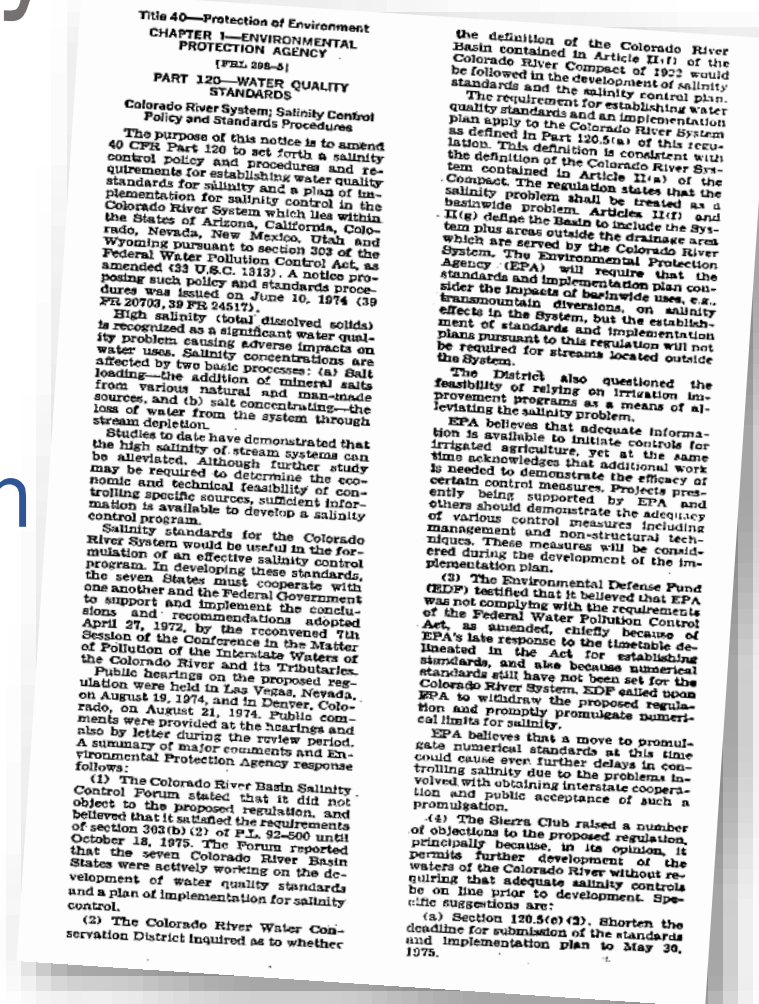 y
n
Title 40—Protection of Environment
CHAPTER 1—ENVIRONMENTAL
PROTECTION AGENCY
[FRL 298-5]
PART 120—WATER QUALITY
STANDARDS
Colorado River System; Salinity Control
Policy and Standards Procedures
The purpose of this notice is to amend
40 CFR Part 120 to set forth a salinity
control policy and procedures and re-
quirements for establishing water quality
standards for salinity and a plan of im-
plementation for salinity control in the
Colorado River System which lies within
the States of Arizona, California, Colo-
rado, Nevada, New Mexico, Utah and
Wyoming pursuant to section 303 of the
Federal Water Pollution Control Act, as
amended (33 U.S.C. 1313). A notice pro-
posing such policy and standards proce-
dures was issued on June 10, 1974 (39
FR 20703, 39 FR 24517).
High salinity (total dissolved solids)
is recognized as a significant water qual-
ity problem causing adverse impacts on
water uses. Salinity concentrations are
affected by two basic processes: (a) Salt
loading—the addition of mineral salts
from various natural and man-made
sources, and (b) salt concentrating—the
loss of water from the system through
stream depletion.
Studies to date have demonstrated that
the high salinity of stream systems can
be alleviated. Although further study
may be required to determine the eco-
nomic and technical feasibility of con-
trolling specific sources, sufficient infor-
mation is available to develop a salinity
control program.
Salinity standards for the Colorado
River System would be useful in the for-
mulation of an effective salinity control
program. In developing these standards,
the seven States must cooperate with
one another and the Federal Government
to support and implement the conclu-
sions and recommendations adopted
April 27, 1972, by the reconvened 7th
Session of the Conference in the Matter
of Pollution of the Interstate Waters of
the Colorado River and its Tributaries.
Public hearings on the proposed reg-
ulation were held in Las Vegas, Nevada,
on August 19, 1974, and in Denver, Colo-
rado, on August 21, 1974. Public com-
ments were provided at the hearings and
also by letter during the review period.
A summary of major comments and En-
vironmental Protection Agency response
follows:
(1) The Colorado River Basin Salinity
Control Forum stated that it did not
object to the proposed regulation, and
believed that it satisfied the requirements
of section 303(b)(2) of P.L. 92-500 until
October 18, 1975. The Forum reported
that the seven Colorado River Basin
States were actively working on the de-
velopment of water quality standards
and a plan of implementation for salinity
control.
(2) The Colorado River Water Con-
servation District inquired as to whether
the definition of the Colorado River
Basin contained in Article II(f) of the
Colorado River Compact of 1922 would
be followed in the development of salinity
standards and the salinity control plan.
The requirement for establishing water
quality standards and an implementation
plan apply to the Colorado River System
as defined in Part 120.5(a) of this regu-
lation. This definition is consistent with
the definition of the Colorado River Sys-
tem contained in Article II(a) of the
Compact. The regulation states that the
salinity problem shall be treated as a
basinwide problem. Articles II(f) and
II(g) define the Basin to include the Sys-
tem plus areas outside the drainage area
which are served by the Colorado River
System. The Environmental Protection
Agency (EPA) will require that the
standards and implementation plan con-
sider the impacts of basinwide uses, e.g.,
transmountain diversions, on salinity
effects in the System, but the establish-
ment of standards and implementation
plans pursuant to this regulation will not
be required for streams located outside
the System.
The District also questioned the
feasibility of relying on irrigation im-
provement programs as a means of al-
leviating the salinity problem.
EPA believes that adequate informa-
tion is available to initiate controls for
irrigated agriculture, yet at the same
time acknowledges that additional work
is needed to demonstrate the efficacy of
certain control measures. Projects pres-
ently being supported by EPA and
others should demonstrate the adequacy
of various control measures including
management and non-structural tech-
niques. These measures will be consid-
ered during the development of the im-
plementation plan.
(3) The Environmental Defense Fund
(EDF) testified that it believed that EPA
was not complying with the requirements
of the Federal Water Pollution Control
Act, as amended, chiefly because of
EPA's late response to the timetable de-
lineated in the Act for establishing
standards, and also because numerical
standards still have not been set for the
Colorado River System. EDF called upon
EPA to withdraw the proposed regula-
tion and promptly promulgate numeri-
cal limits for salinity.
EPA believes that a move to promul-
gate numerical standards at this time
could cause even further delays in con-
trolling salinity due to the problems in-
volved with obtaining interstate coopera-
tion and public acceptance of such a
promulgation.
(4) The Sierra Club raised a number
of objections to the proposed regulation,
principally because, in its opinion, it
permits further development of the
waters of the Colorado River without re-
quiring that adequate salinity controls
be on line prior to development. Spe-
cific suggestions are:
(a) Section 120.5(c)(2). Shorten the
deadline for submission of the standards
and implementation plan to May 30,
1975.